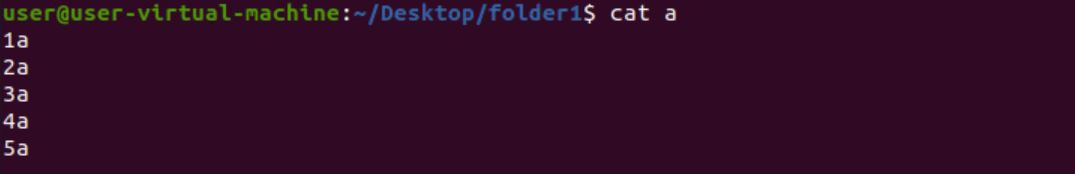 user@user-virtual-machine:~/Desktop/folder1$ cat a
1a
2a
3a
4a
5a